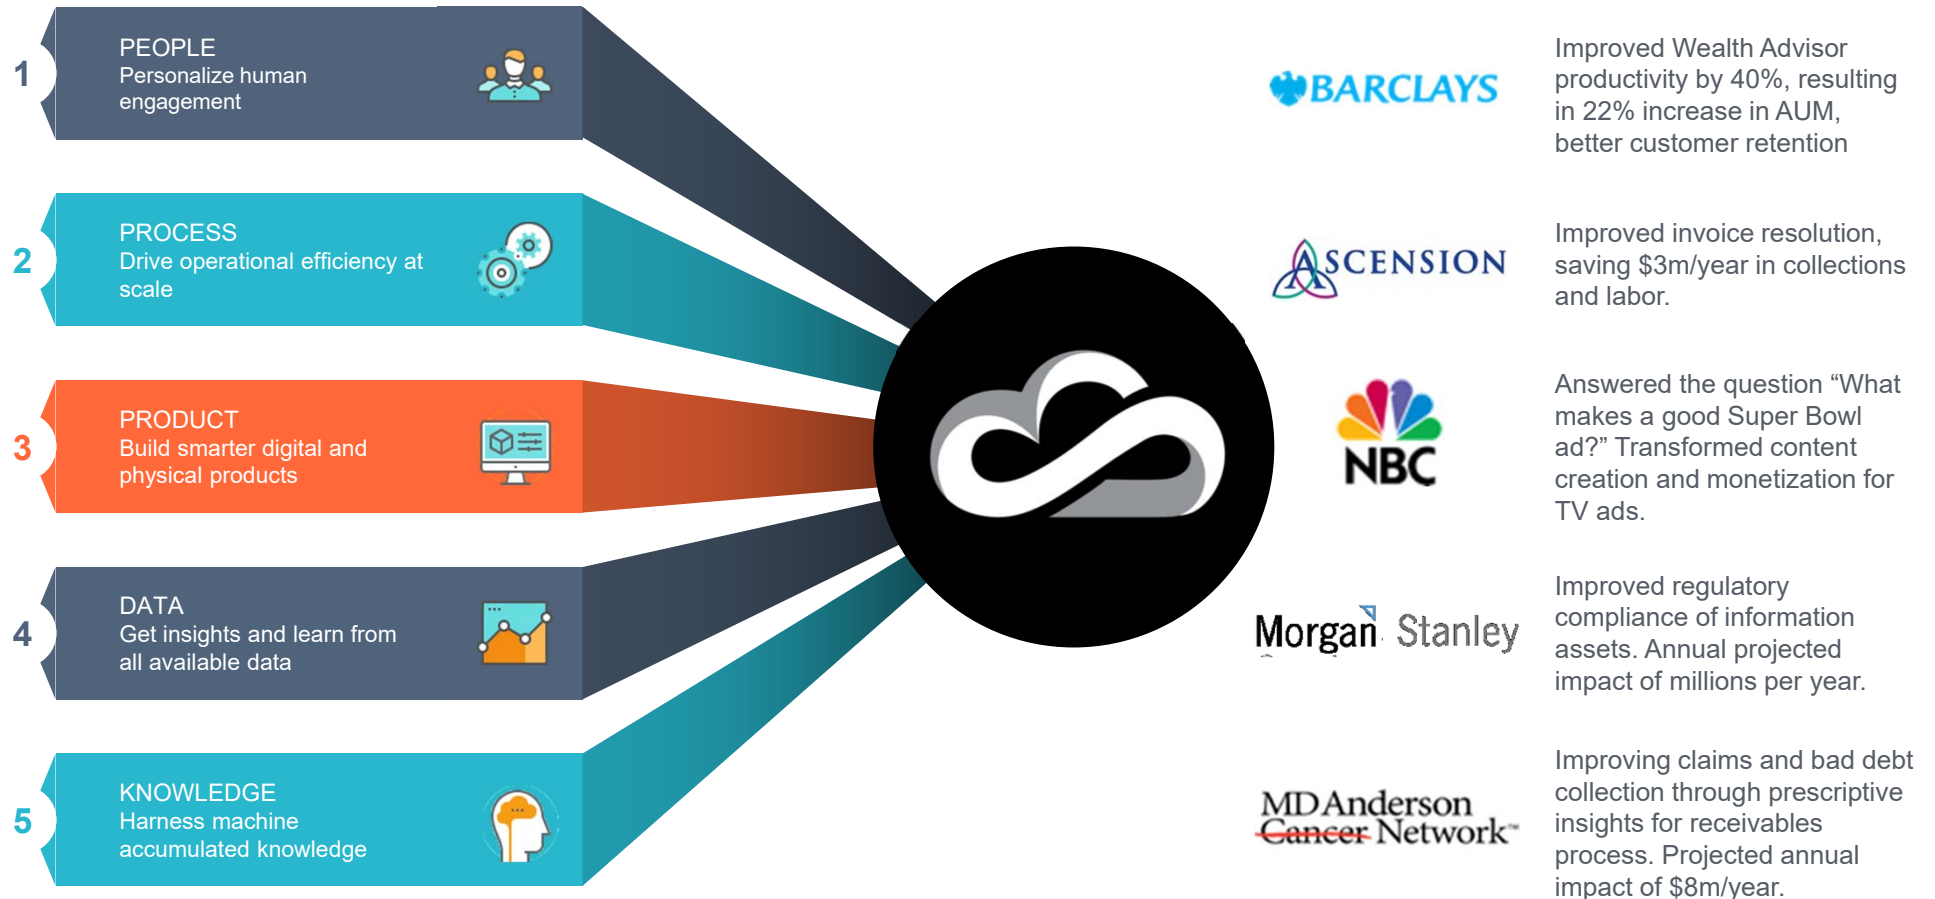 1
PEOPLE
Personalize human
engagement
2
PROCESS
Drive operational efficiency at
scale
3
PRODUCT
Build smarter digital and
physical products
4
DATA
Get insights and learn from
all available data
5
KNOWLEDGE
Harness machine
accumulated knowledge
BARCLAYS
Improved Wealth Advisor
productivity by 40%, resulting
in 22% increase in AUM,
better customer retention
ASCENSION
Improved invoice resolution,
saving $3m/year in collections
and labor.
NBC
Answered the question “What
makes a good Super Bowl
ad?” Transformed content
creation and monetization for
TV ads.
Morgan Stanley
Improved regulatory
compliance of information
assets. Annual projected
impact of millions per year.
MD Anderson
Cancer Network™
Improving claims and bad debt
collection through prescriptive
insights for receivables
process. Projected annual
impact of $8m/year.